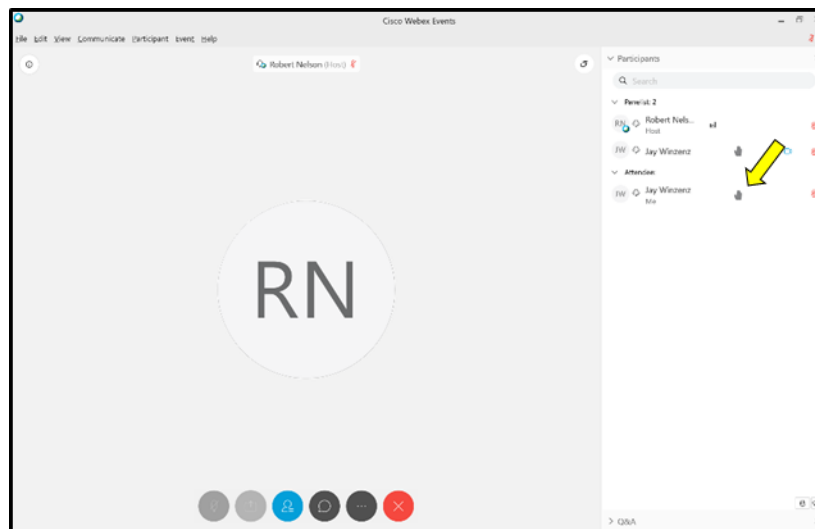 Cisco Webex Events
File Edit View Communicate Participant Event Help
Robert Nelson (Host)
Participants
Search
Panelist: 2
RN Robert Nels...
Host
JW Jay Winzenz
Attendee:
JW Jay Winzenz
Me
RN
Q&A